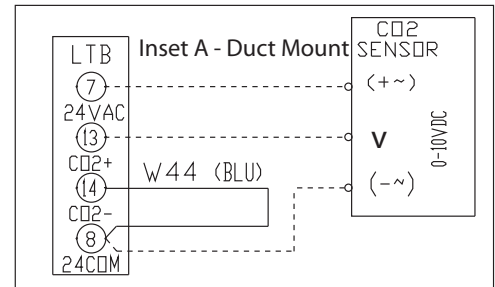 Inset A - Duct Mount
LTB
7
24VAC
13
CO2+
14
CO2-
8
24COM
W44 (BLU)
CO2
SENSOR
(+~)
V
(-~)
0-10VDC